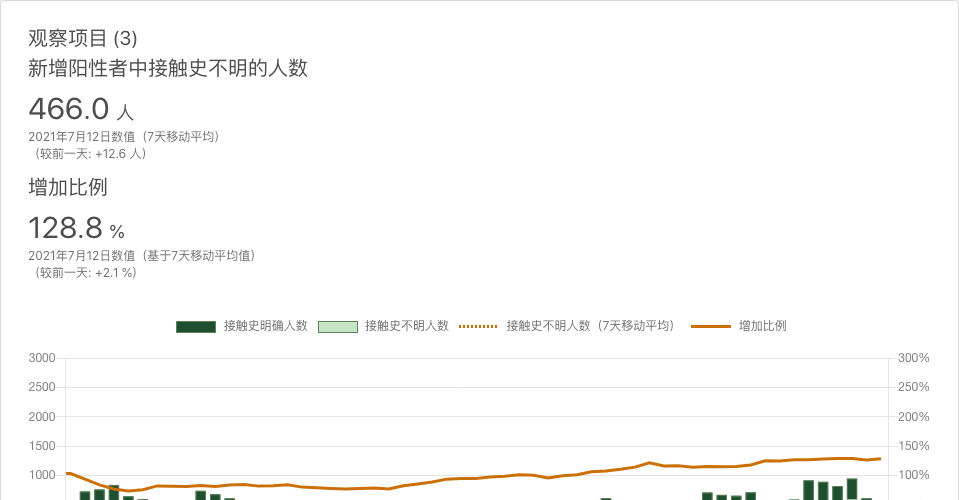 观察项目 (3)
新增阳性者中接触史不明的人数
466.0 人
2021年7月12日数值（7天移动平均）
（较前一天: +12.6 人）
增加比例
128.8 %
2021年7月12日数值（基于7天移动平均值）
（较前一天: +2.1 %）
接触史明确人数 接触史不明人数 接触史不明人数（7天移动平均） 增加比例
3000 300%
2500 250%
2000 200%
1500 150%
1000 100%